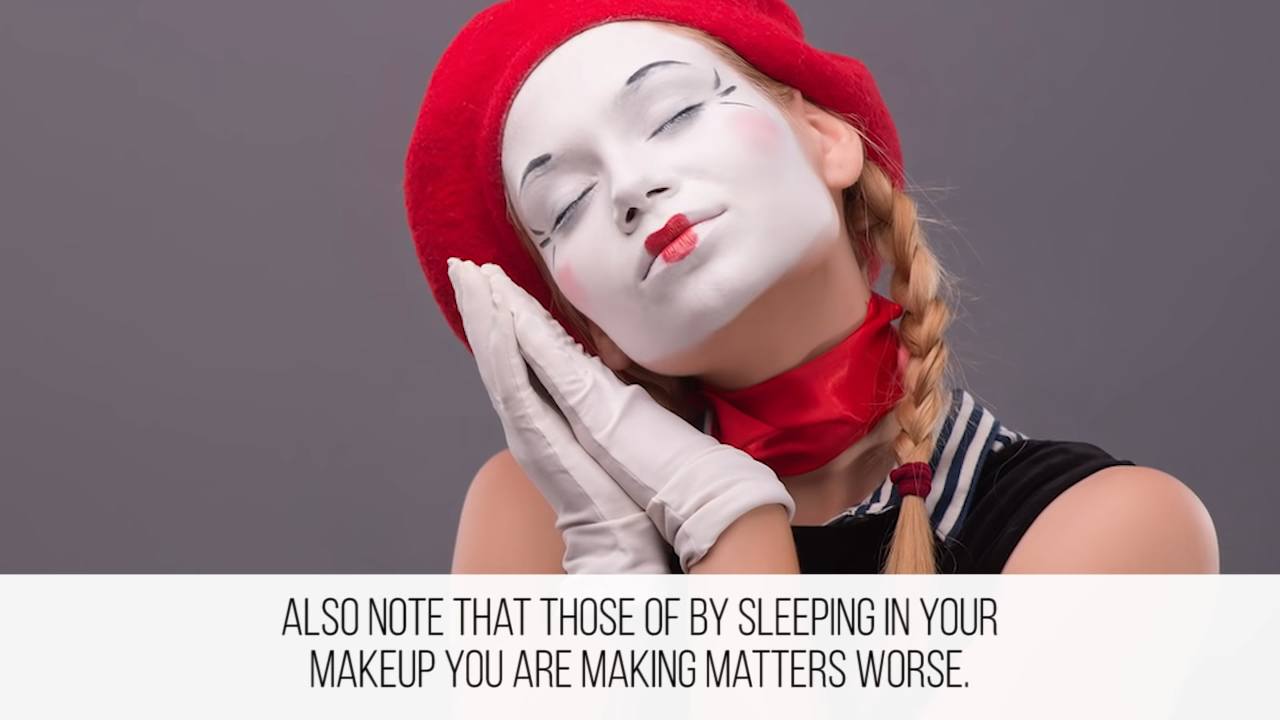 ALSO NOTE THAT THOSE OF BY SLEEPING IN YOUR
MAKEUP YOU ARE MAKING MATTERS WORSE.